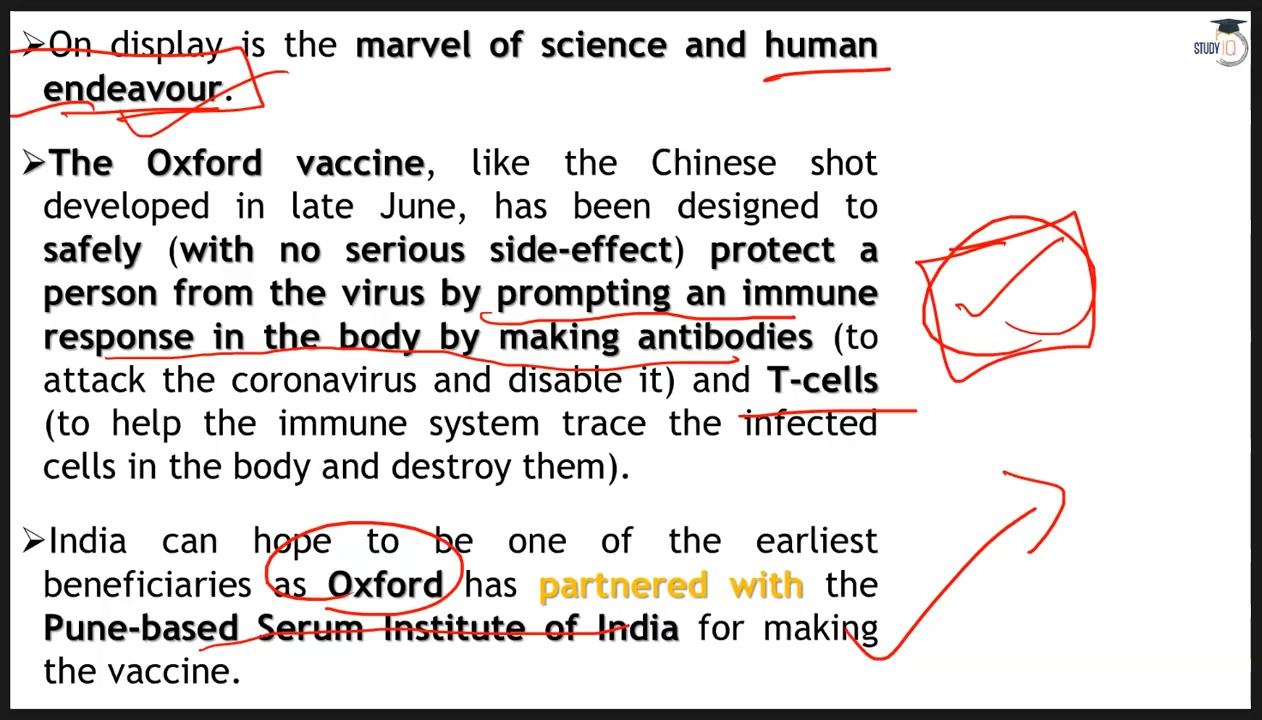 ➢On display is the marvel of science and human
endeavour.
➢The Oxford vaccine, like the Chinese shot
developed in late June, has been designed to
safely (with no serious side-effect) protect a
person from the virus by prompting an immune
response in the body by making antibodies (to
attack the coronavirus and disable it) and T-cells
(to help the immune system trace the infected
cells in the body and destroy them).
➢India can hope to be one of the earliest
beneficiaries as Oxford has partnered with the
Pune-based Serum Institute of India for making
the vaccine.
STUDY IQ